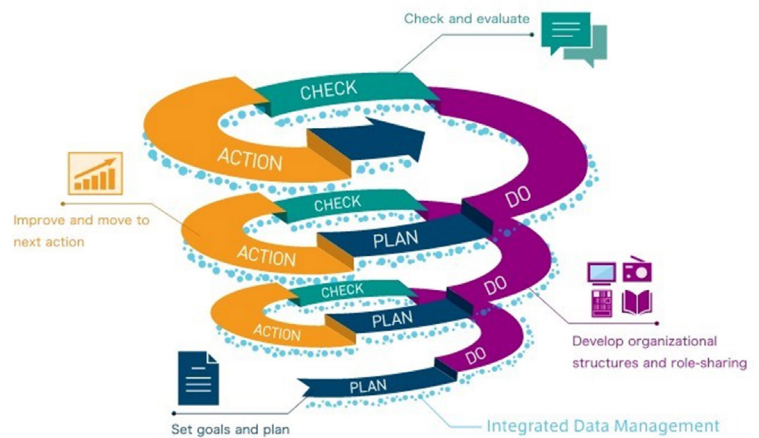 Check and evaluate
CHECK
ACTION
DO
Improve and move to
next action
CHECK
PLAN
ACTION
DO
CHECK
PLAN
ACTION
DO
Develop organizational
structures and role-sharing
PLAN
Set goals and plan
Integrated Data Management